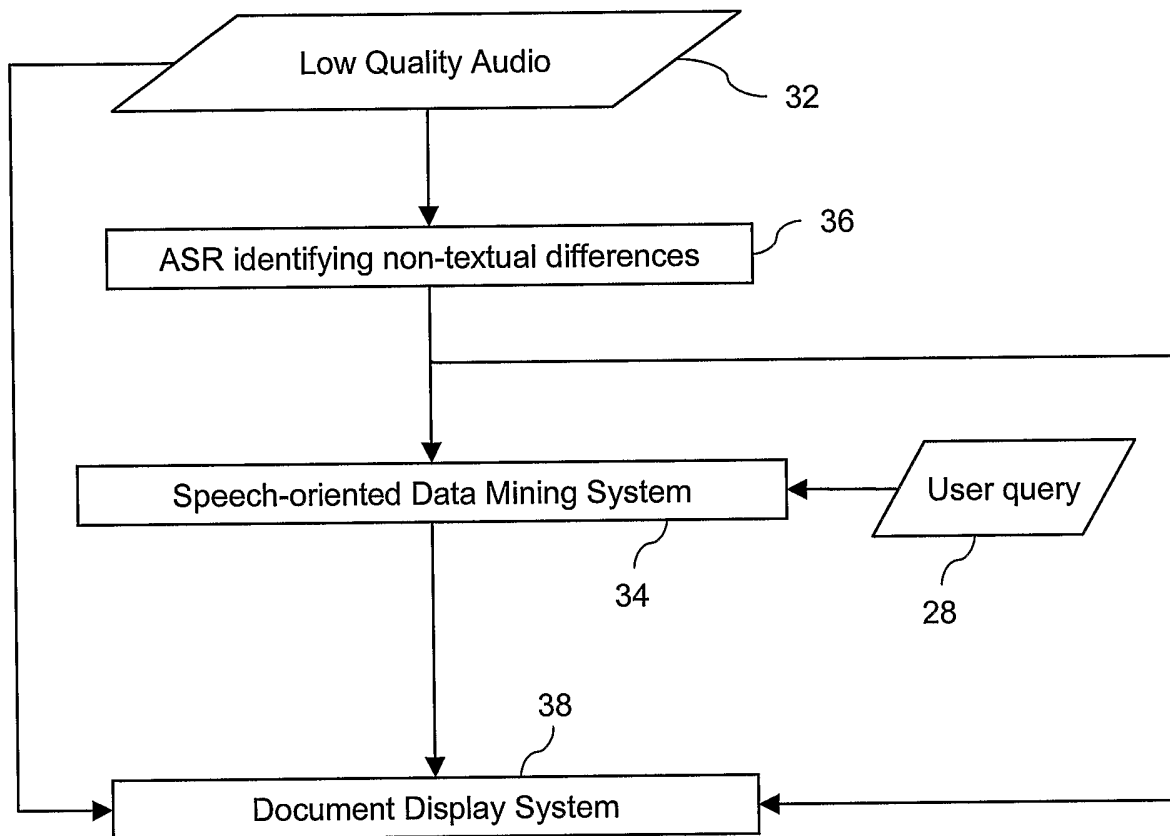 Low Quality Audio
32
36
ASR identifying non-textual differences
Speech-oriented Data Mining System
User query
34
28
38
Document Display System